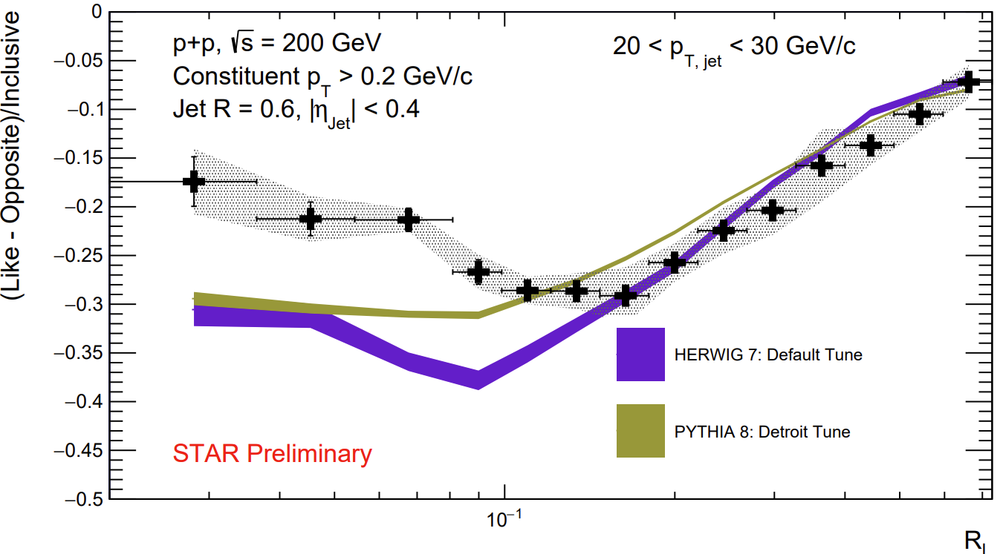 (Like - Opposite)/Inclusive
0
−0.05
−0.1
−0.15
−0.2
−0.25
−0.3
−0.35
−0.4
−0.45
−0.5
p+p, √s = 200 GeV
Constituent p_T > 0.2 GeV/c
Jet R = 0.6, |η_Jet| < 0.4
20 < p_T, jet < 30 GeV/c
HERWIG 7: Default Tune
PYTHIA 8: Detroit Tune
STAR Preliminary
10⁻¹
R_L